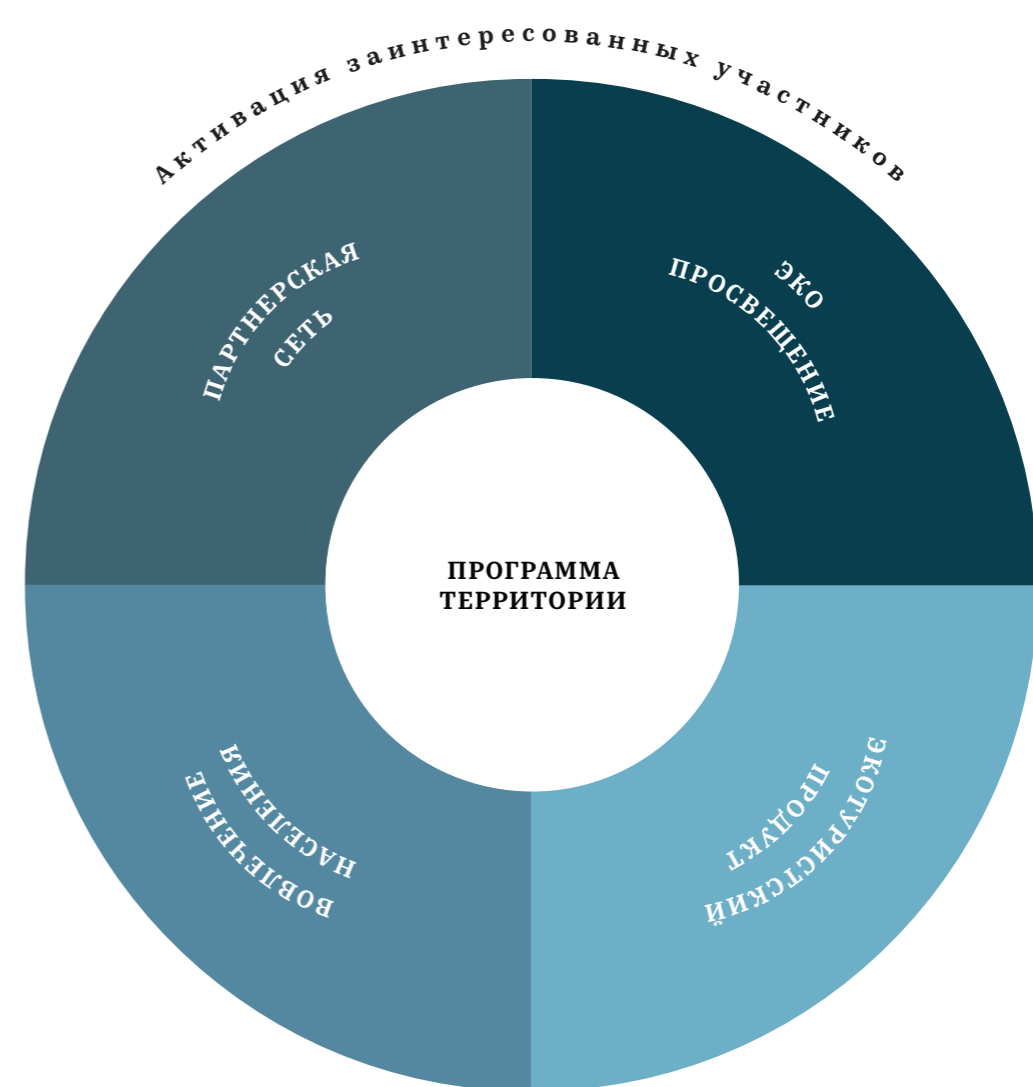 Активация заинтересованных участников
ПАРТНЕРСКАЯ
СЕТЬ
ЭКО
ПРОСВЕЩЕНИЕ
ПРОГРАММА
ТЕРРИТОРИИ
ВОВЛЕЧЕНИЕ
НАСЕЛЕНИЯ
ЭКОТУРИСТСКИЙ
ПРОДУКТ